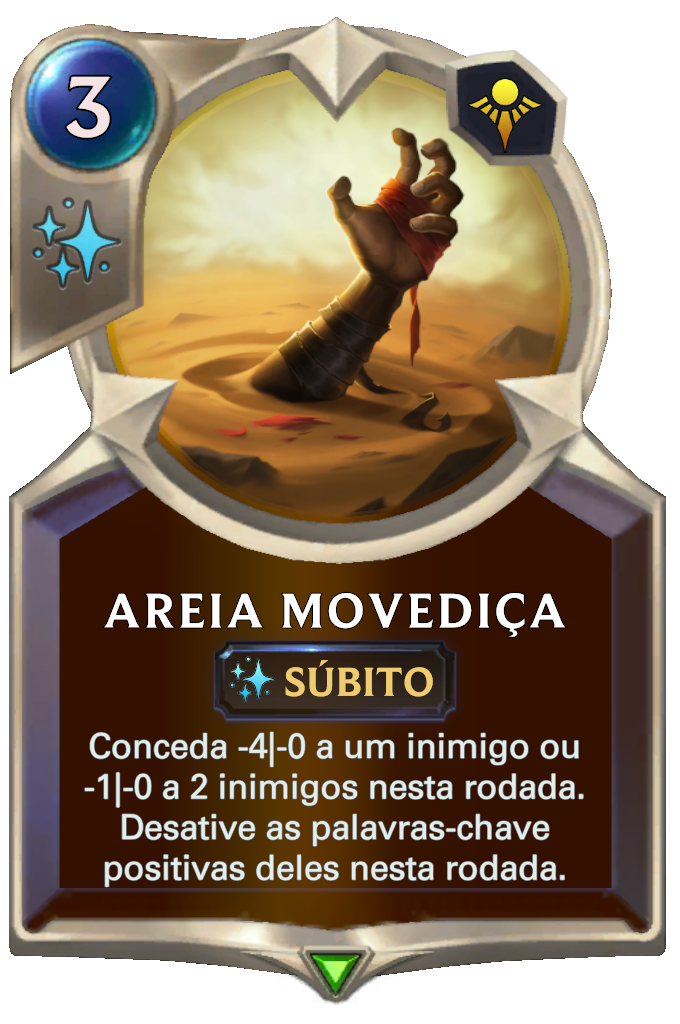 3
AREIA MOVEDIÇA
SÚBITO
Conceda -4|-0 a um inimigo ou
-1|-0 a 2 inimigos nesta rodada.
Desative as palavras-chave
positivas deles nesta rodada.